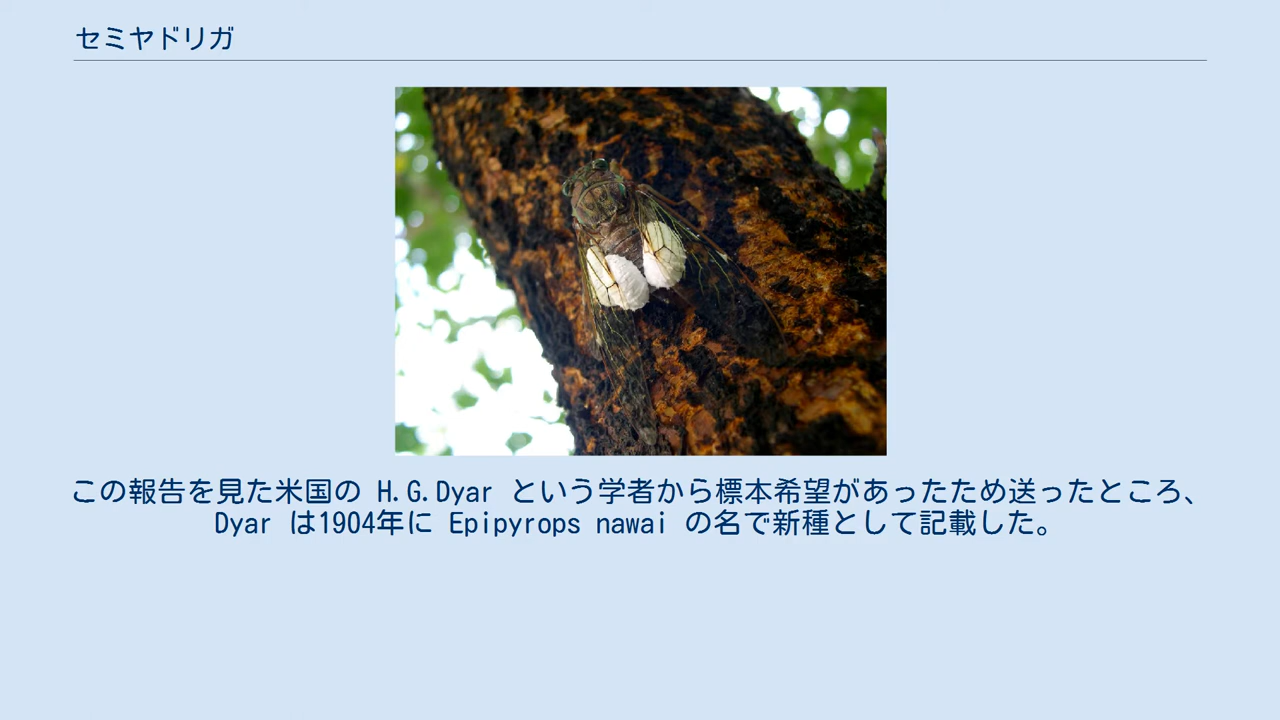 セミヤドリガ
この報告を見た米国の H.G.Dyar という学者から標本希望があったため送ったところ、
Dyar は1904年に Epipyrops nawai の名で新種として記載した。